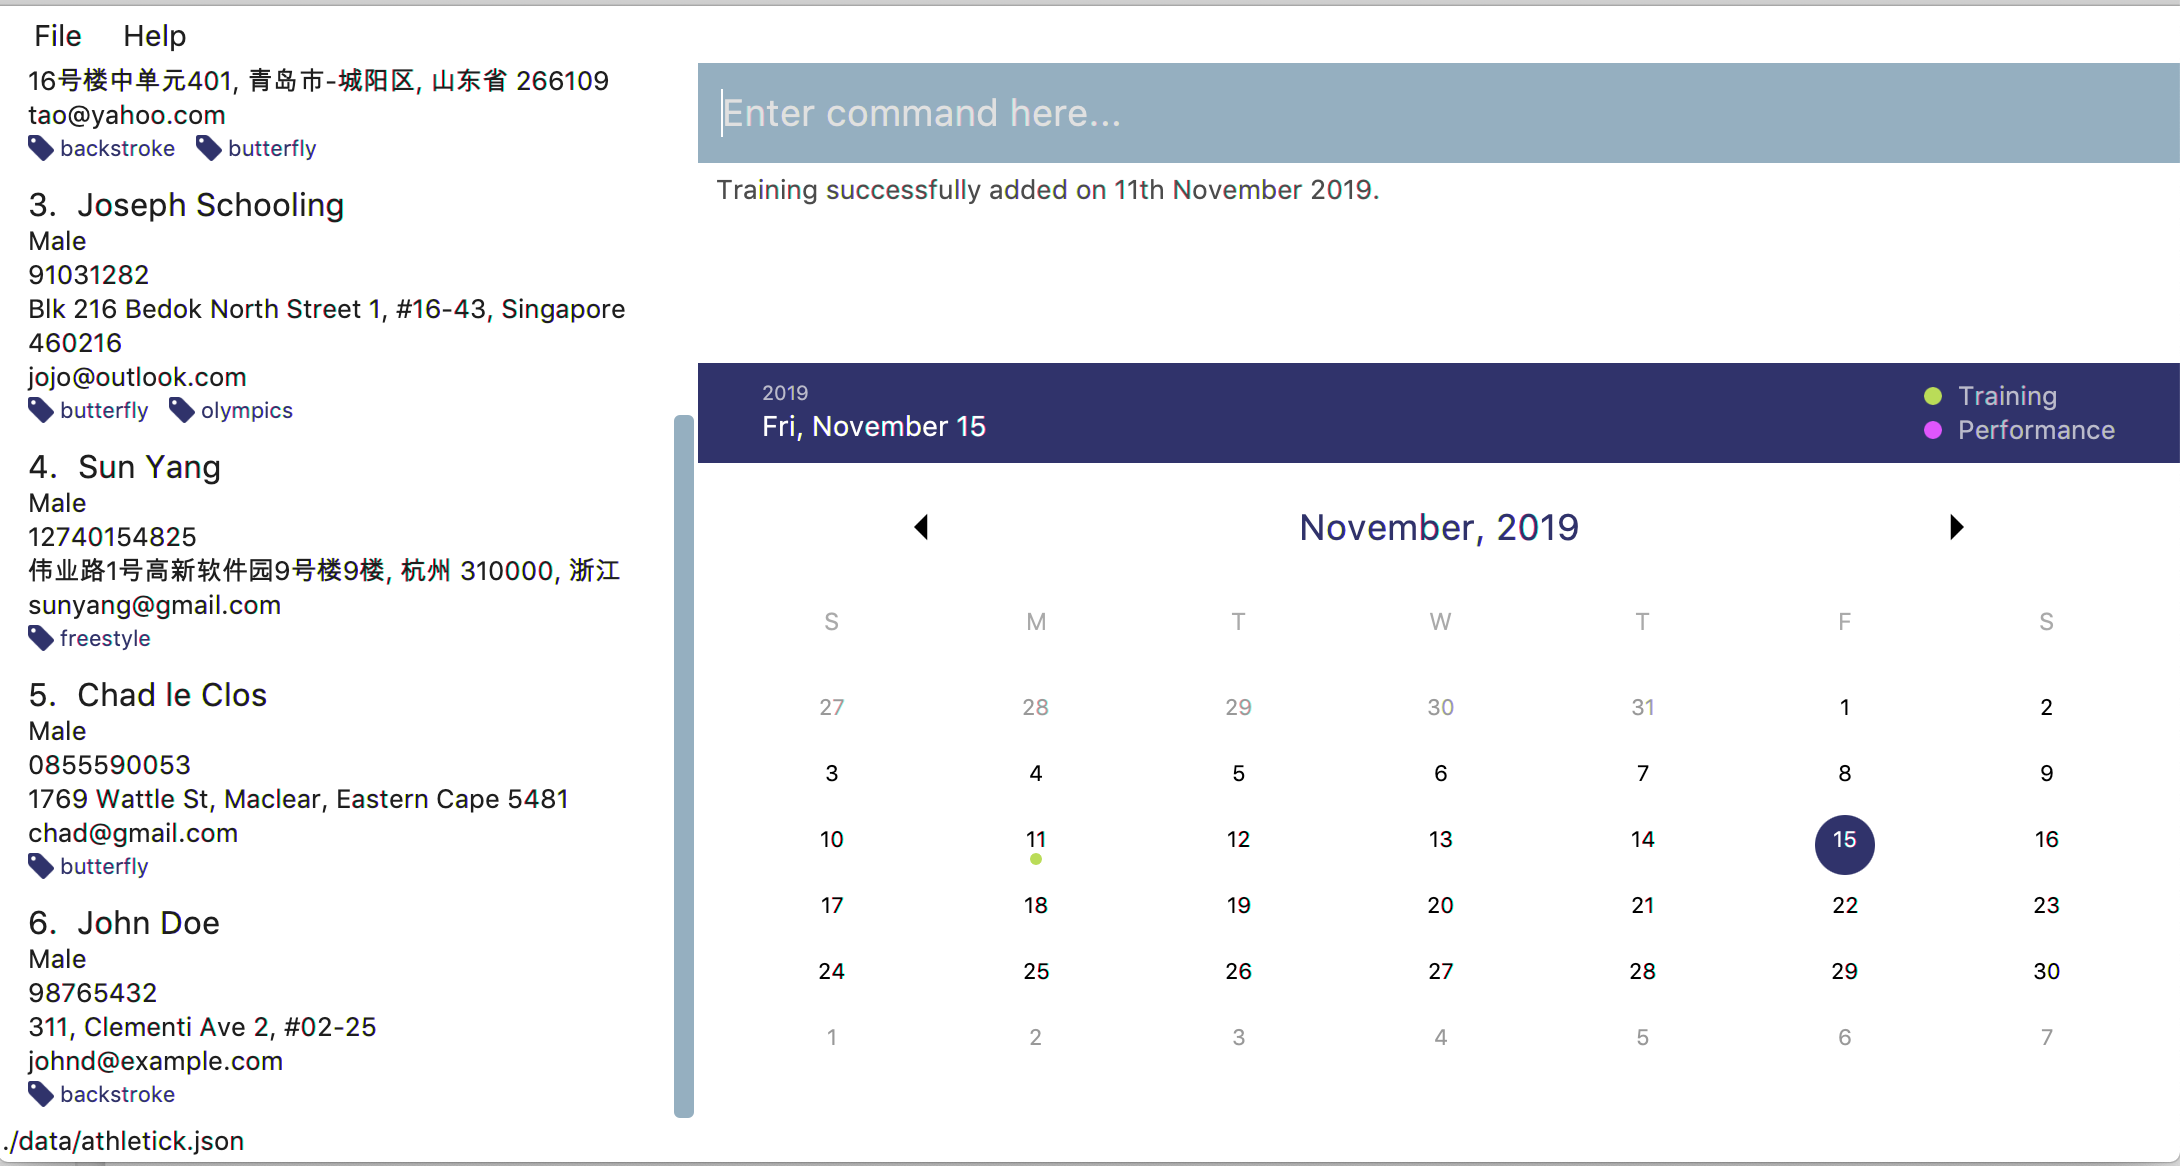 File Help
16号楼中单元401, 青岛市-城阳区, 山东省 266109
tao@yahoo.com
backstroke butterfly
3. Joseph Schooling
Male
91031282
Blk 216 Bedok North Street 1, #16-43, Singapore
460216
jojo@outlook.com
butterfly olympics
4. Sun Yang
Male
12740154825
伟业路1号高新软件园9号楼9楼, 杭州 310000, 浙江
sunyang@gmail.com
freestyle
5. Chad le Clos
Male
0855590053
1769 Wattle St, Maclear, Eastern Cape 5481
chad@gmail.com
butterfly
6. John Doe
Male
98765432
311, Clementi Ave 2, #02-25
johnd@example.com
backstroke
./data/athletick.json
Enter command here...
Training successfully added on 11th November 2019.
2019
Fri, November 15
Training
Performance
November, 2019
S M T W T F S
27 28 29 30 31 1 2
3 4 5 6 7 8 9
10 11 12 13 14 15 16
17 18 19 20 21 22 23
24 25 26 27 28 29 30
1 2 3 4 5 6 7